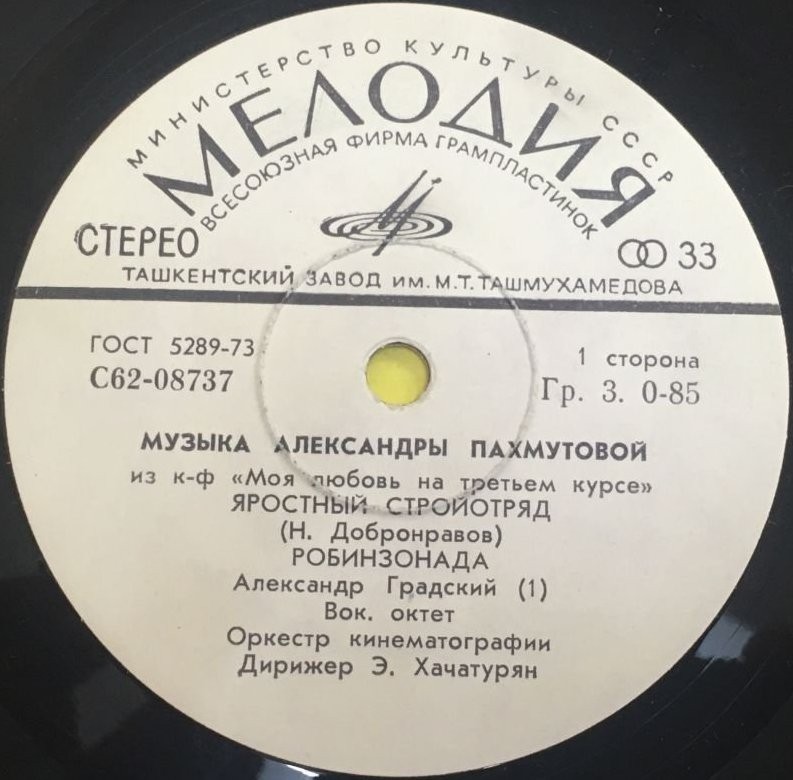 МИНИСТЕРСТВО КУЛЬТУРЫ СССР
МЕЛОДИЯ
ВСЕСОЮЗНАЯ ФИРМА ГРАМПЛАСТИНОК
СТЕРЕО
33
ТАШКЕНТСКИЙ ЗАВОД ИМ. М. Т. ТАШМУХАМЕДОВА
ГОСТ 5289-73
1 сторона
С62-08737
Гр. 3. 0-85
МУЗЫКА АЛЕКСАНДРЫ ПАХМУТОВОЙ
из к-ф «Моя любовь на третьем курсе»
ЯРОСТНЫЙ СТРОЙОТРЯД
(Н. Добронравов)
РОБИНЗОНАДА
Александр Градский (1)
Вок. октет
Оркестр кинематографии
Дирижер Э. Хачатурян